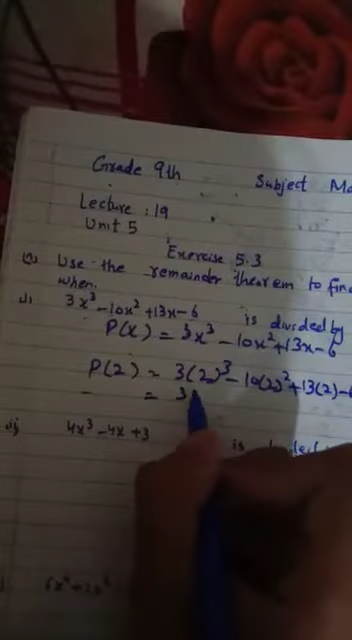 Grade 9th Subject
Lecture : 19
Unit 5
Exercise 5.3
Use the remainder theorem to
when.
i) 3x³-10x²+13x-6 is divided by
P(x) = 3x³ - 10x²+13x-6
P(2) = 3(2)³ - 10(2)²+13(2)-6
= 3
ii) 4x³-4x+3 is